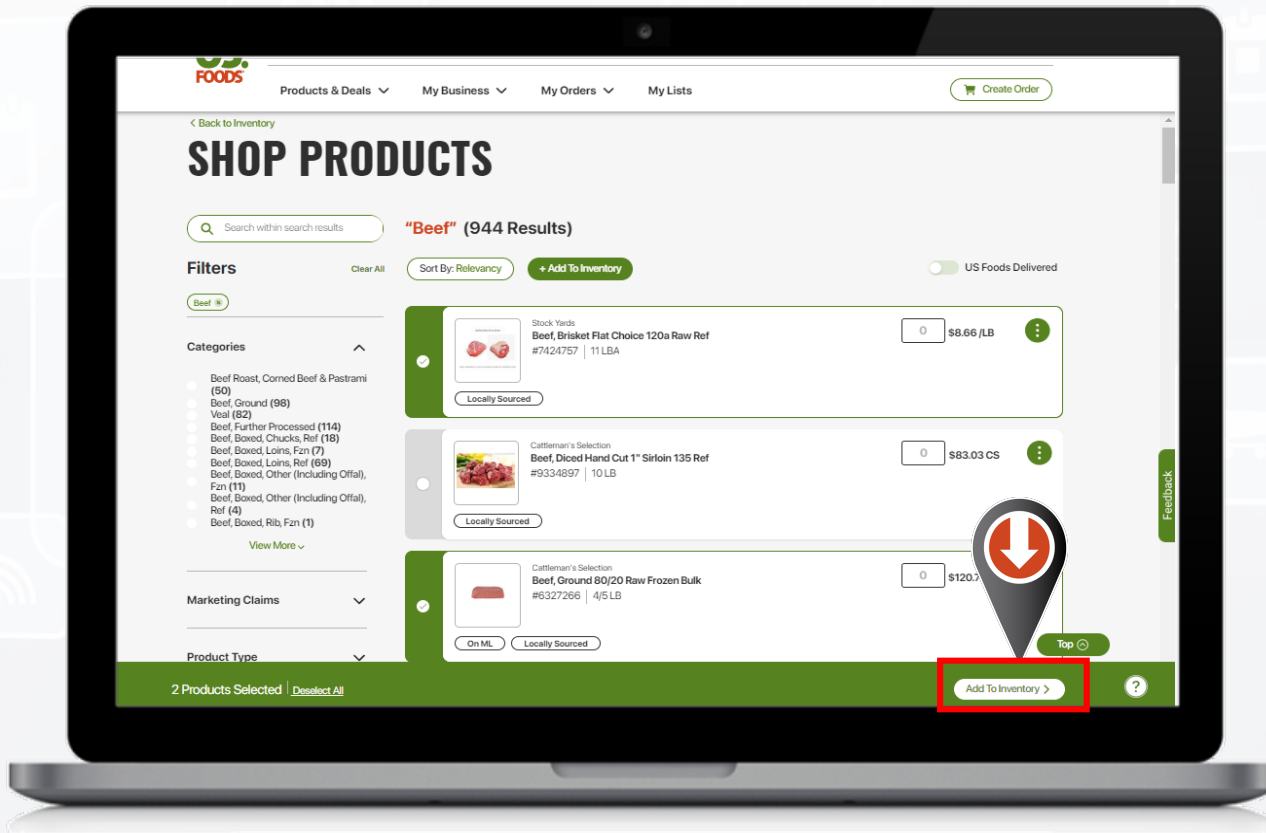 US.
FOODS
Products & Deals
My Business
My Orders
My Lists
Create Order
< Back to Inventory
SHOP PRODUCTS
Search within search results
"Beef" (944 Results)
Filters
Clear All
Sort By: Relevancy
+ Add To Inventory
US Foods Delivered
Beef
Categories
Beef Roast, Corned Beef & Pastrami
(50)
Beef, Ground (98)
Veal (82)
Beef, Further Processed (114)
Beef, Boxed, Chucks, Ref (18)
Beef, Boxed, Loins, Fzn (7)
Beef, Boxed, Loins, Ref (69)
Beef, Boxed, Other (Including Offal),
Fzn (11)
Beef, Boxed, Other (Including Offal),
Ref (4)
Beef, Boxed, Rib, Fzn (1)
View More
Marketing Claims
Product Type
Stock Yards
Beef, Brisket Flat Choice 120a Raw Ref
#7424757 | 11 LBA
0 $8.66 /LB
Locally Sourced
Cattleman's Selection
Beef, Diced Hand Cut 1" Sirloin 135 Ref
#9334897 | 10 LB
0 $83.03 CS
Locally Sourced
Cattleman's Selection
Beef, Ground 80/20 Raw Frozen Bulk
#6327266 | 4/5 LB
0 $120.7
On ML
Locally Sourced
Feedback
Top
2 Products Selected | Deselect All
Add To Inventory >
?